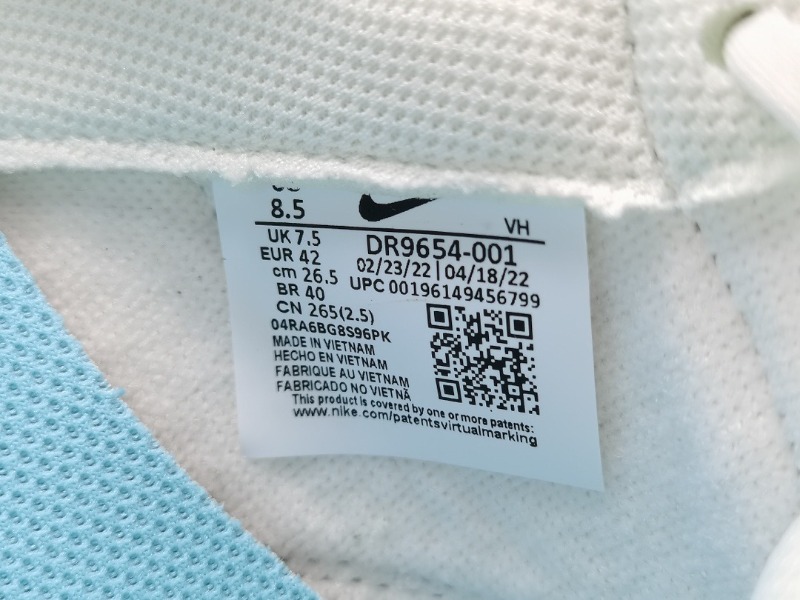 8.5
VH
UK 7.5
DR9654-001
EUR 42
02/23/22 | 04/18/22
cm 26.5
UPC 00196149456799
BR 40
CN 265(2.5)
04RA6BG8S96PK
MADE IN VIETNAM
HECHO EN VIETNAM
FABRIQUE AU VIETNAM
FABRICADO NO VIETNÃ
This product is covered by one or more patents:
www.nike.com/patentsvirtualmarking